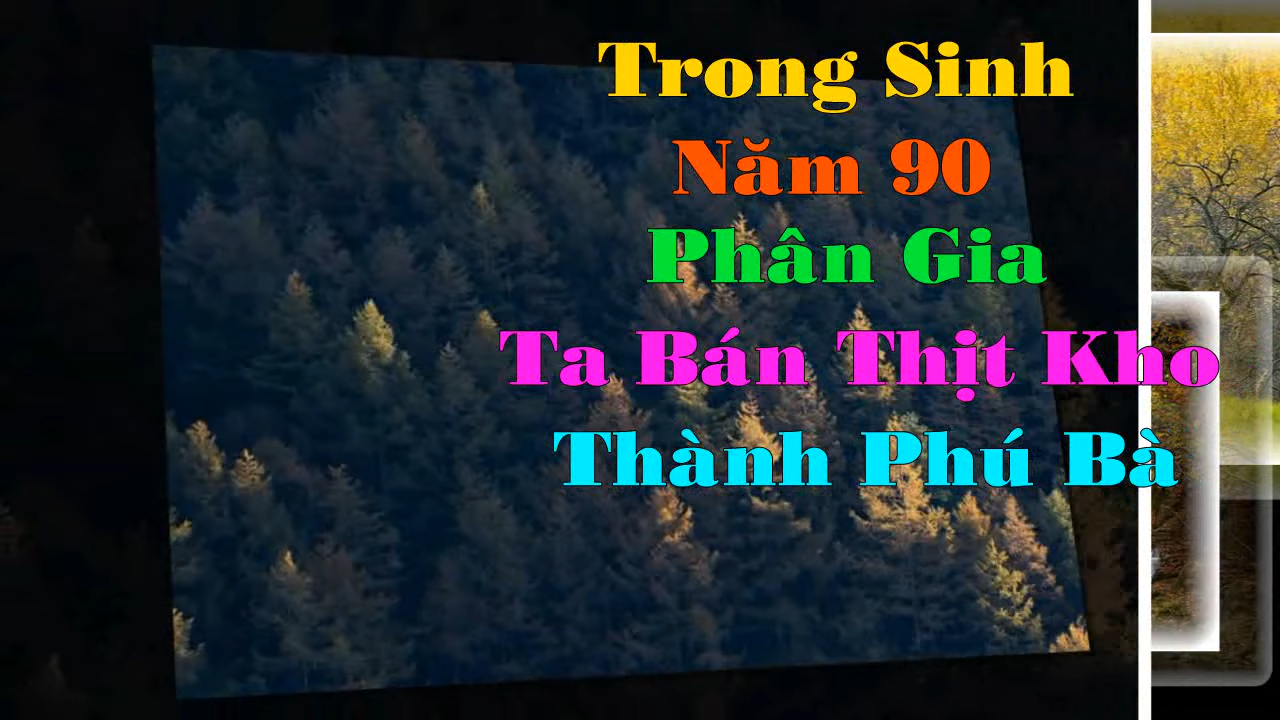 Trong Sinh
Năm 90
Phân Gia
Ta Bán Thịt Kho
Thành Phú Bà